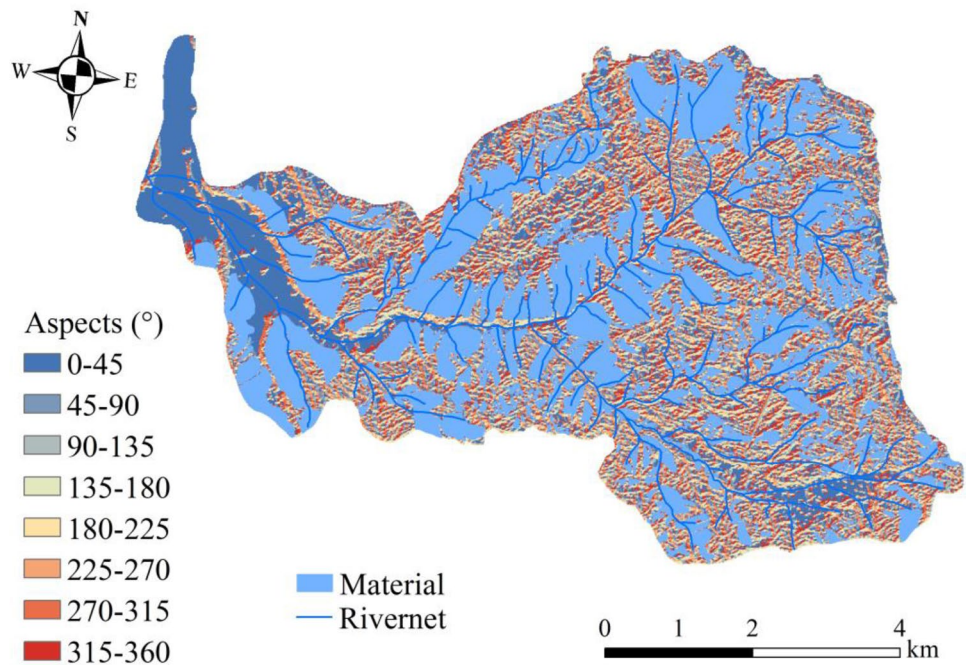 N
W E
S
Aspects (°)
0-45
45-90
90-135
135-180
180-225
225-270
270-315
315-360
Material
Rivernet
0 1 2 4
km